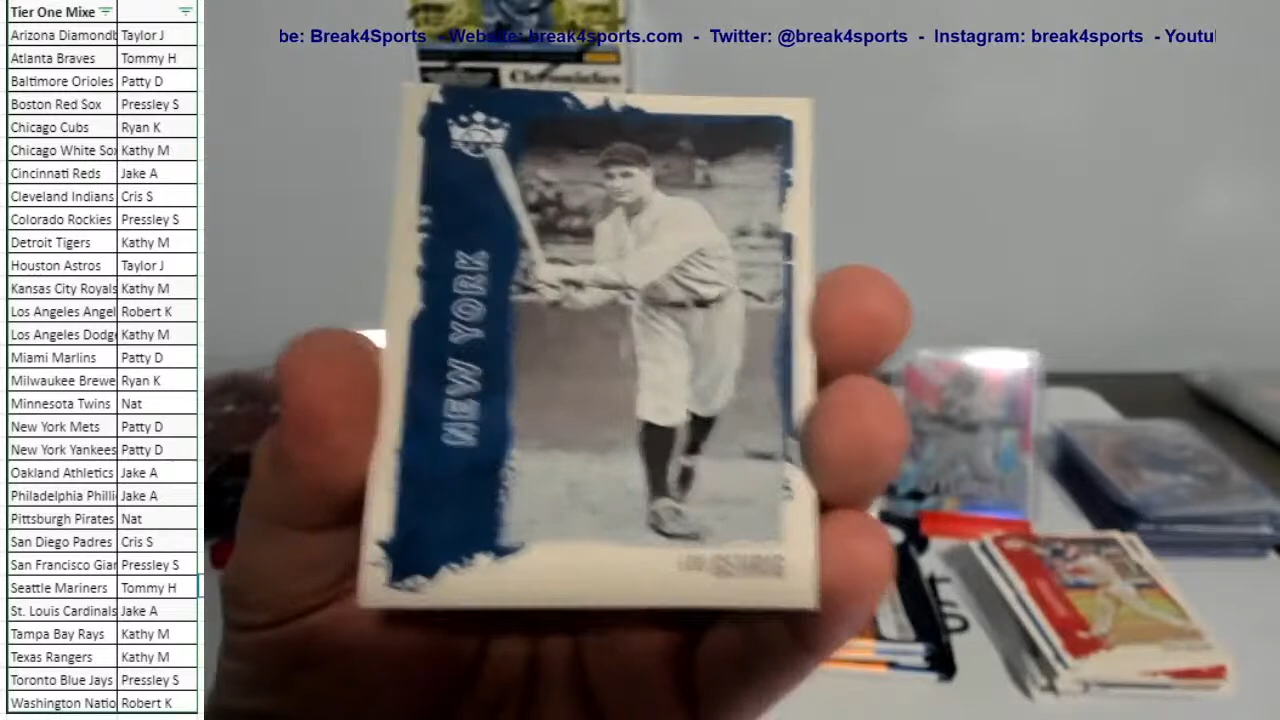 Tier One Mixe
Arizona Diamondb Taylor J
Atlanta Braves Tommy H
Baltimore Orioles Patty D
Boston Red Sox Pressley S
Chicago Cubs Ryan K
Chicago White Sox Kathy M
Cincinnati Reds Jake A
Cleveland Indians Cris S
Colorado Rockies Pressley S
Detroit Tigers Kathy M
Houston Astros Taylor J
Kansas City Royals Kathy M
Los Angeles Angel Robert K
Los Angeles Dodge Kathy M
Miami Marlins Patty D
Milwaukee Brewe Ryan K
Minnesota Twins Nat
New York Mets Patty D
New York Yankees Patty D
Oakland Athletics Jake A
Philadelphia Philli Jake A
Pittsburgh Pirates Nat
San Diego Padres Cris S
San Francisco Gian Pressley S
Seattle Mariners Tommy H
St. Louis Cardinals Jake A
Tampa Bay Rays Kathy M
Texas Rangers Kathy M
Toronto Blue Jays Pressley S
Washington Natio Robert K
be: Break4Sports - Website: break4sports.com - Twitter: @break4sports - Instagram: break4sports - Youtu
Chronicles
NEW YORK
LOU GEHRIG